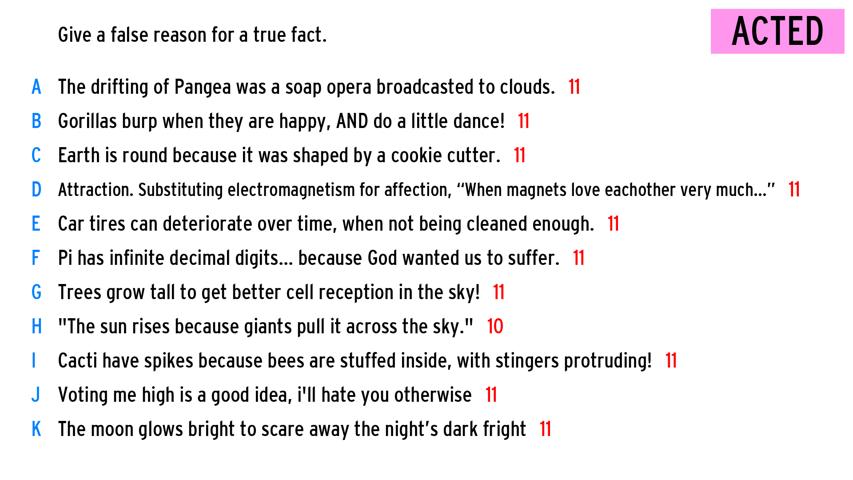 Give a false reason for a true fact.
ACTED
A The drifting of Pangea was a soap opera broadcasted to clouds. 11
B Gorillas burp when they are happy, AND do a little dance! 11
C Earth is round because it was shaped by a cookie cutter. 11
D Attraction. Substituting electromagnetism for affection, “When magnets love eachother very much...” 11
E Car tires can deteriorate over time, when not being cleaned enough. 11
F Pi has infinite decimal digits... because God wanted us to suffer. 11
G Trees grow tall to get better cell reception in the sky! 11
H "The sun rises because giants pull it across the sky." 10
I Cacti have spikes because bees are stuffed inside, with stingers protruding! 11
J Voting me high is a good idea, i'll hate you otherwise 11
K The moon glows bright to scare away the night’s dark fright 11